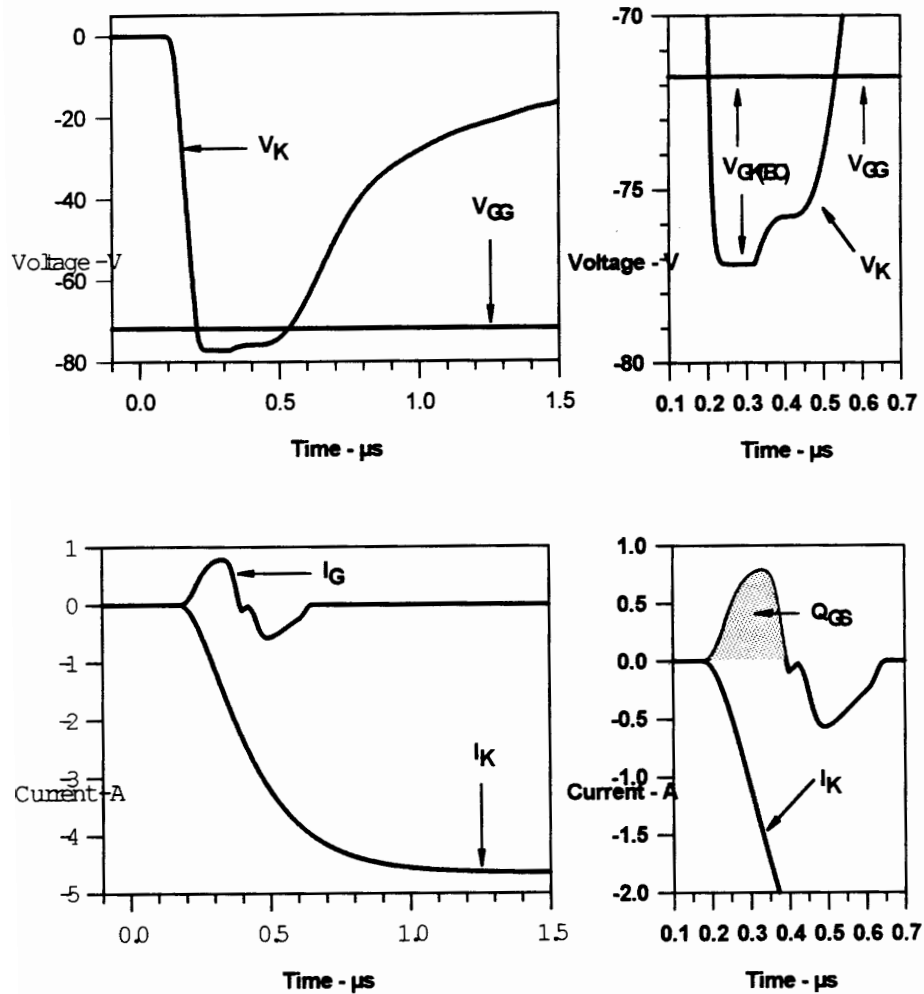 0
-20
-40
-60
-80
Voltage - V
V_K
V_GG
0.0 0.5 1.0 1.5
Time - µs
-70
-75
-80
Voltage - V
V_GK(BO)
V_GG
V_K
0.1 0.2 0.3 0.4 0.5 0.6 0.7
Time - µs
1
0
-1
-2
-3
-4
-5
Current - A
I_G
I_K
0.0 0.5 1.0 1.5
Time - µs
1.0
0.5
0.0
-0.5
-1.0
-1.5
-2.0
Current - A
Q_GS
I_K
0.1 0.2 0.3 0.4 0.5 0.6 0.7
Time - µs